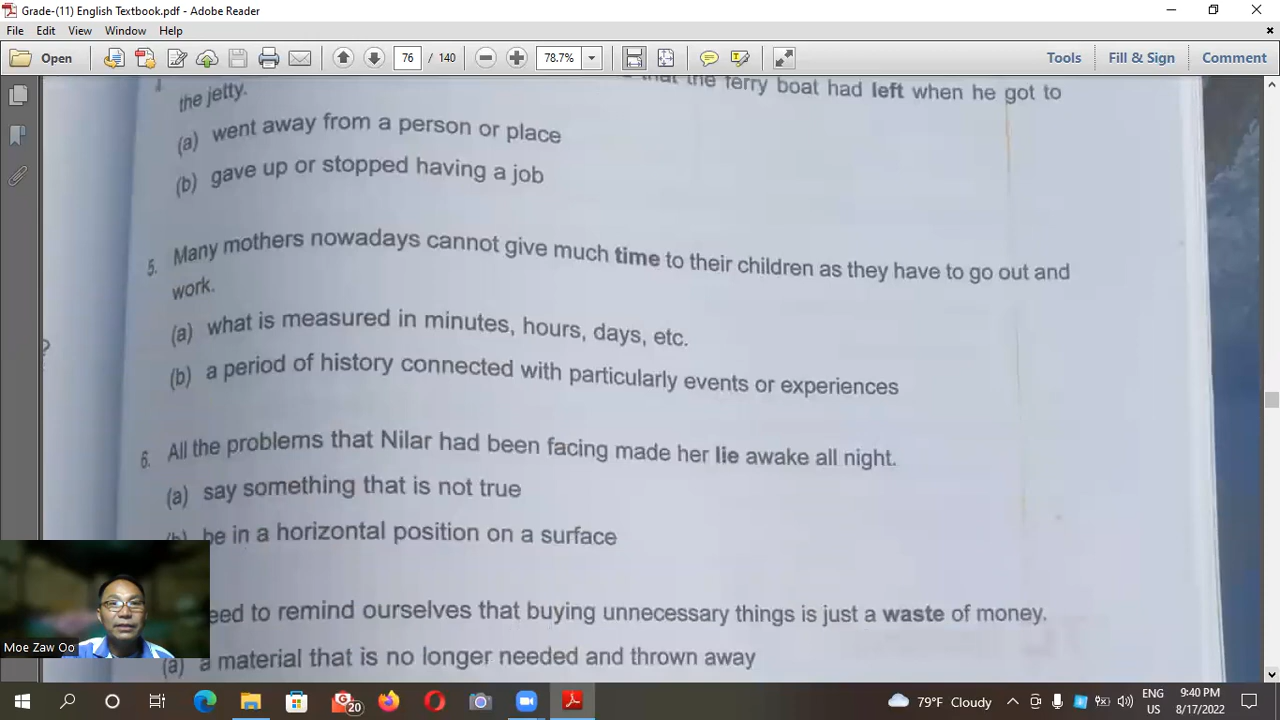 Grade-(11) English Textbook.pdf - Adobe Reader
File Edit View Window Help
Open 76 / 140 78.7% Tools Fill & Sign Comment
the ferry boat had left when he got to
the jetty.
(a) went away from a person or place
(b) gave up or stopped having a job
5. Many mothers nowadays cannot give much time to their children as they have to go out and
work.
(a) what is measured in minutes, hours, days, etc.
(b) a period of history connected with particularly events or experiences
?
6. All the problems that Nilar had been facing made her lie awake all night.
(a) say something that is not true
be in a horizontal position on a surface
to remind ourselves that buying unnecessary things is just a waste of money.
(a) a material that is no longer needed and thrown away
Moe Zaw Oo
20
79°F Cloudy
ENG
US
9:40 PM
8/17/2022